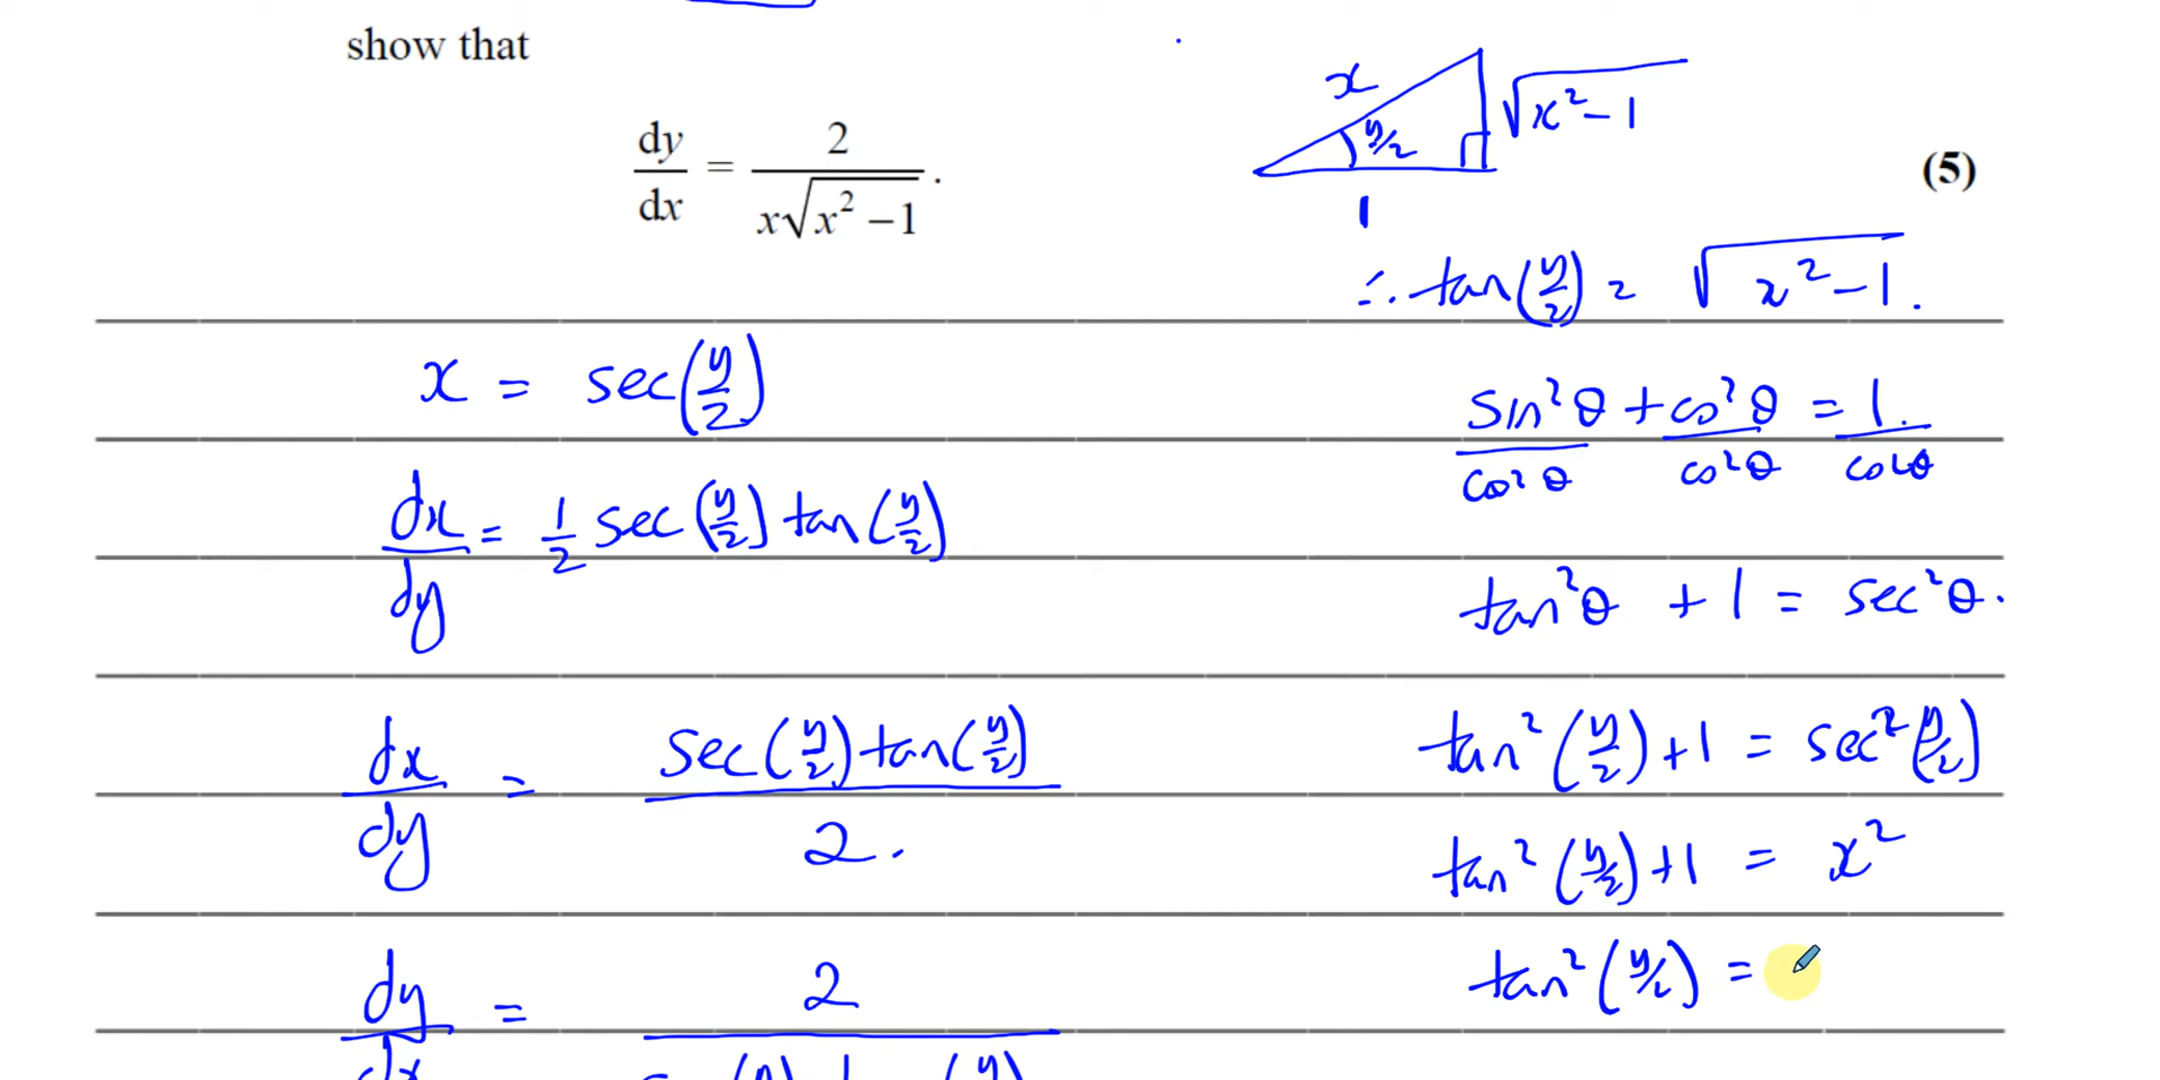 show that
dy/dx = 2/(x√(x² − 1)).
(5)
x
y/2
√(x² − 1)
1
∴ tan(y/2) = √(x² − 1).
x = sec(y/2)
dx/dy = 1/2 sec(y/2) tan(y/2)
dx/dy = sec(y/2) tan(y/2) / 2.
dy/dx = 2
sin²θ/cos²θ + cos²θ/cos²θ = 1/cos²θ
tan²θ + 1 = sec²θ.
tan²(y/2) + 1 = sec²(y/2)
tan²(y/2) + 1 = x²
tan²(y/2) =